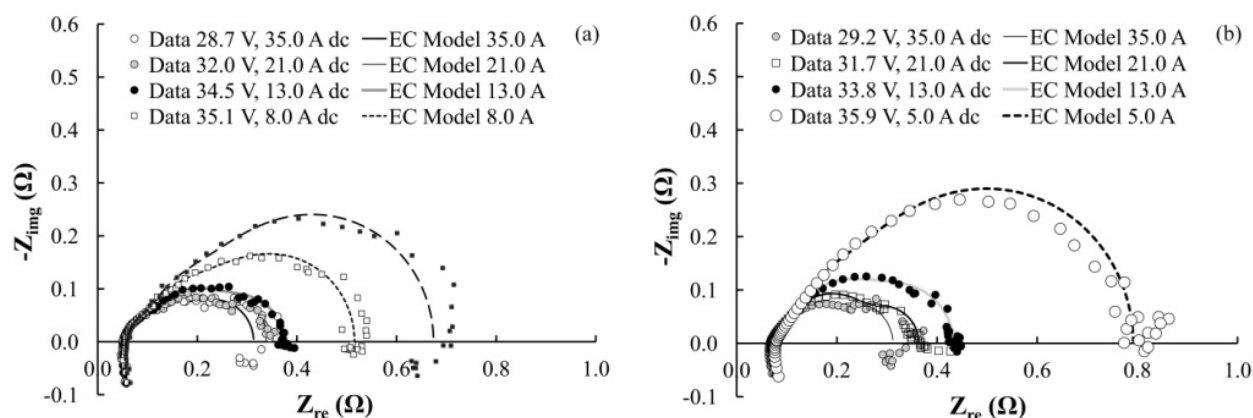 0.6
0.5
0.4
0.3
0.2
0.1
0.0
-0.1
-Zimg (Ω)
Data 28.7 V, 35.0 A dc EC Model 35.0 A
Data 32.0 V, 21.0 A dc EC Model 21.0 A
Data 34.5 V, 13.0 A dc EC Model 13.0 A
Data 35.1 V, 8.0 A dc EC Model 8.0 A
(a)
0.0 0.2 0.4 0.6 0.8 1.0
Zre (Ω)
0.6
0.5
0.4
0.3
0.2
0.1
0.0
-0.1
-Zimg (Ω)
Data 29.2 V, 35.0 A dc EC Model 35.0 A
Data 31.7 V, 21.0 A dc EC Model 21.0 A
Data 33.8 V, 13.0 A dc EC Model 13.0 A
Data 35.9 V, 5.0 A dc EC Model 5.0 A
(b)
0.0 0.2 0.4 0.6 0.8 1.0
Zre (Ω)